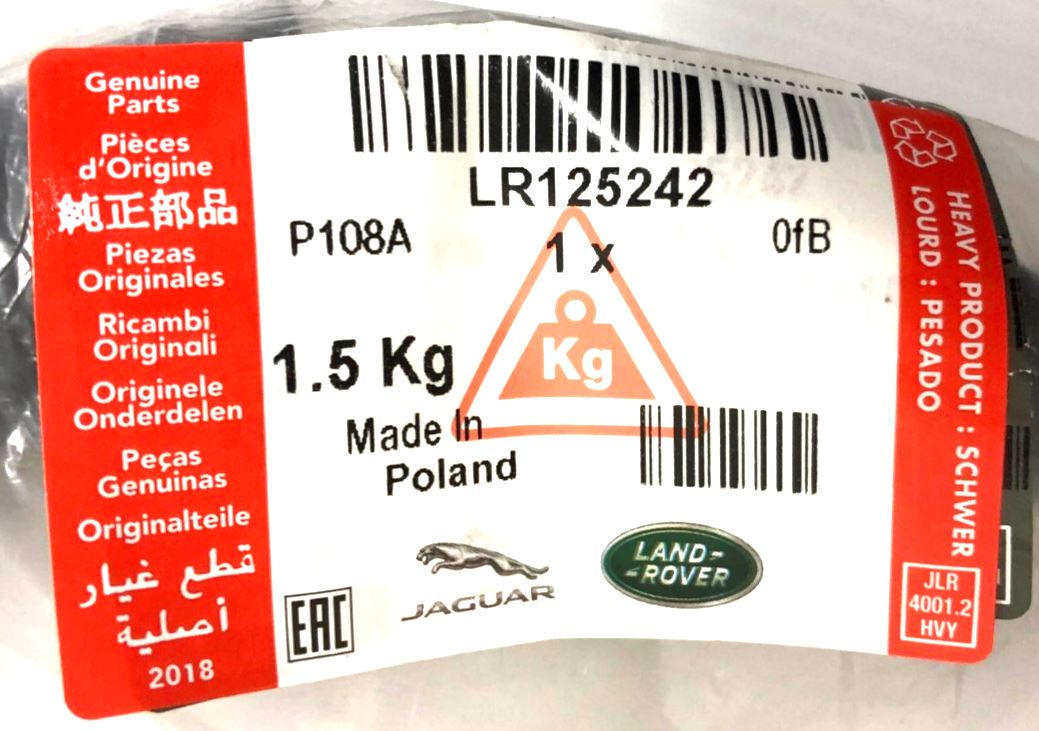 Genuine
Parts
Pièces
d'Origine
純正部品
Piezas
Originales
Ricambi
Originali
Originele
Onderdelen
Peças
Genuinas
Originalteile
قطع غيار
أصلية
2018
LR125242
P108A
1 x
0fB
1.5 Kg
Kg
Made In
Poland
EAC
JAGUAR
LAND-
-ROVER
HEAVY PRODUCT : SCHWER
LOURD : PESADO
JLR
4001.2
HVY